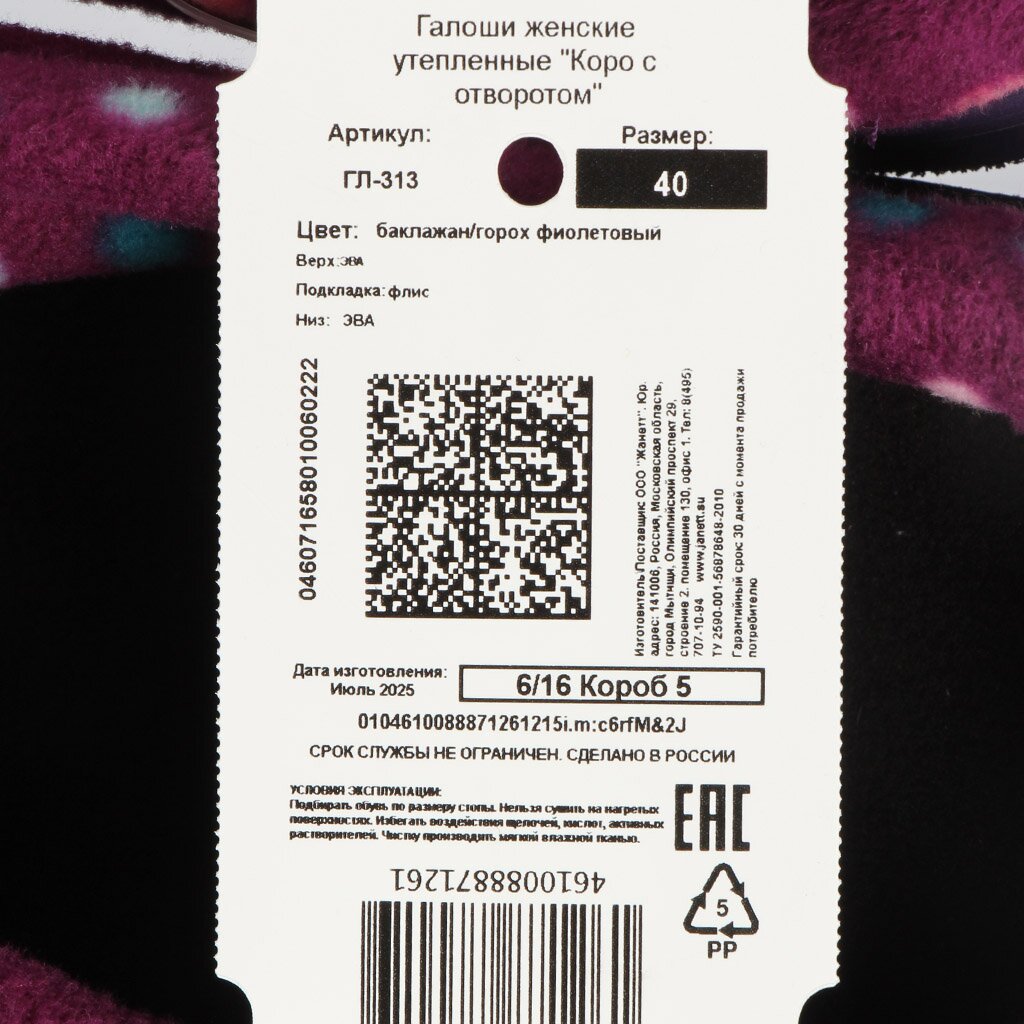 Галоши женские
утепленные "Коро с
отворотом"
Артикул:
Размер:
ГЛ-313
40
Цвет: баклажан/горох фиолетовый
Верх:ЭВА
Подкладка:флис
Низ: ЭВА
04607165801006022​2
Изготовитель/Поставщик ООО "Жанетт". Юр.
адрес: 141006, Россия, Московская область,
город Мытищи, Олимпийский проспект 29,
строение 2. помещение 130, офис 1. Тел: 8(495)
707-10-94 www.janett.su
ТУ 2590-001-56878648-2010
Гарантийный срок: 30 дней с момента продажи
потребителю
Дата изготовления:
Июль 2025
6/16 Короб 5
0104610088871261215i.m:c6rfM&2J
СРОК СЛУЖБЫ НЕ ОГРАНИЧЕН. СДЕЛАНО В РОССИИ
УСЛОВИЯ ЭКСПЛУАТАЦИИ:
Подбирать обувь по размеру стопы. Нельзя сушить на нагретых
поверхностях. Избегать воздействия щелочей, кислот, активных
растворителей. Чистку производить мягкой влажной тканью.
EAC
4610088871261
5
PP